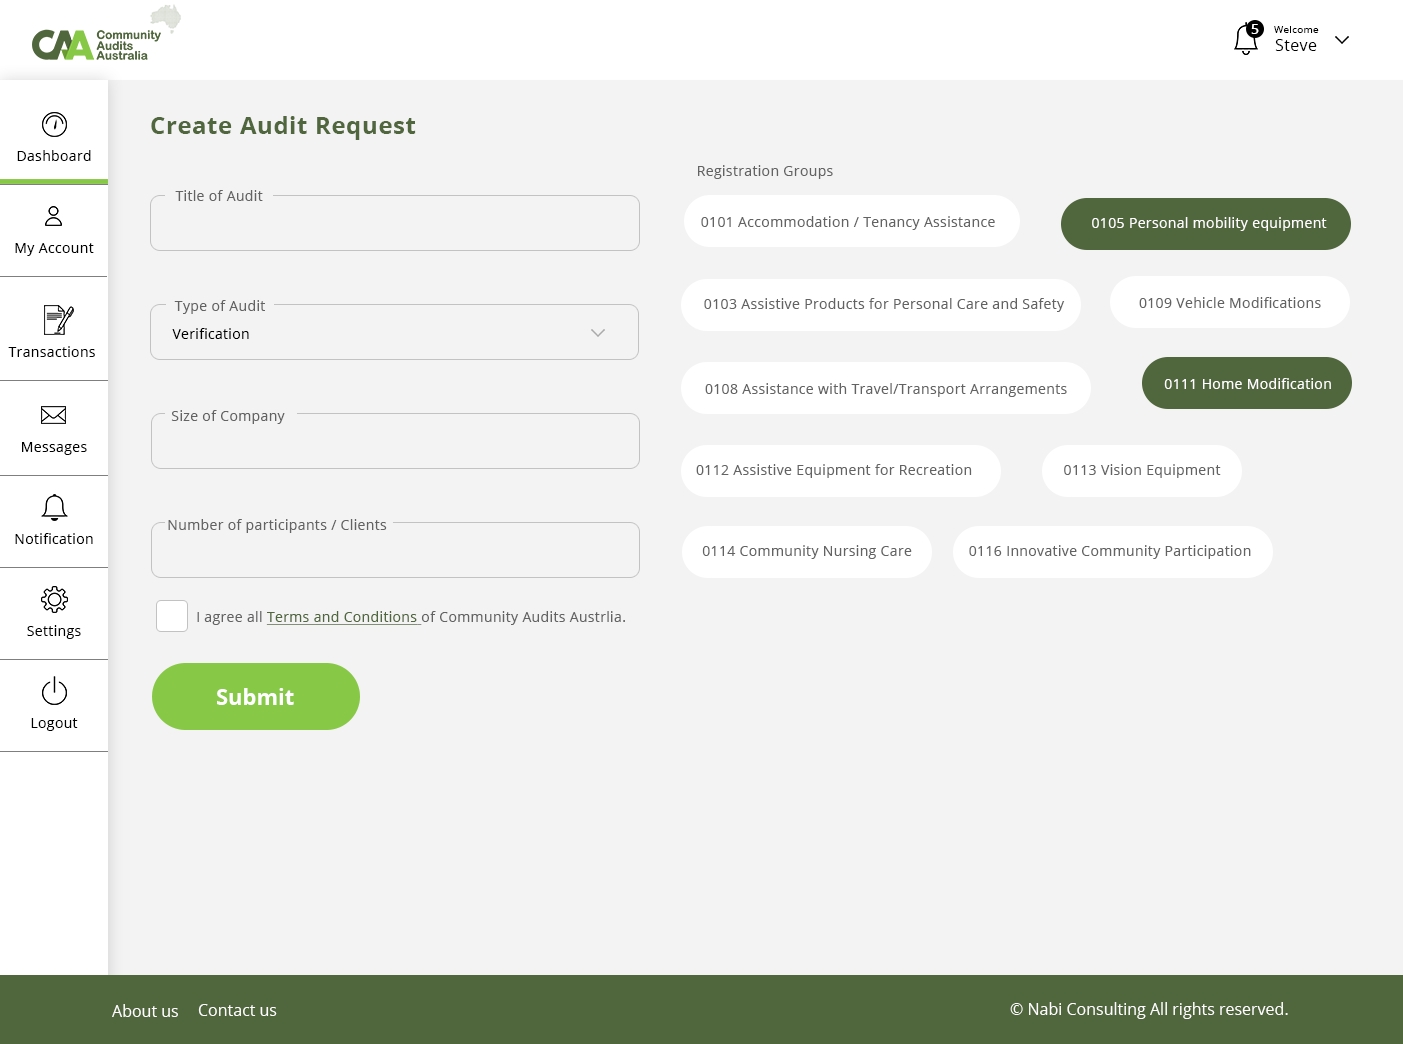 CAA Community
Audits
Australia
5
Welcome
Steve
Dashboard
My Account
Transactions
Messages
Notification
Settings
Logout
Create Audit Request
Title of Audit
Type of Audit
Verification
Size of Company
Number of participants / Clients
I agree all Terms and Conditions of Community Audits Austrlia.
Submit
Registration Groups
0101 Accommodation / Tenancy Assistance
0105 Personal mobility equipment
0103 Assistive Products for Personal Care and Safety
0109 Vehicle Modifications
0108 Assistance with Travel/Transport Arrangements
0111 Home Modification
0112 Assistive Equipment for Recreation
0113 Vision Equipment
0114 Community Nursing Care
0116 Innovative Community Participation
About us
Contact us
© Nabi Consulting All rights reserved.